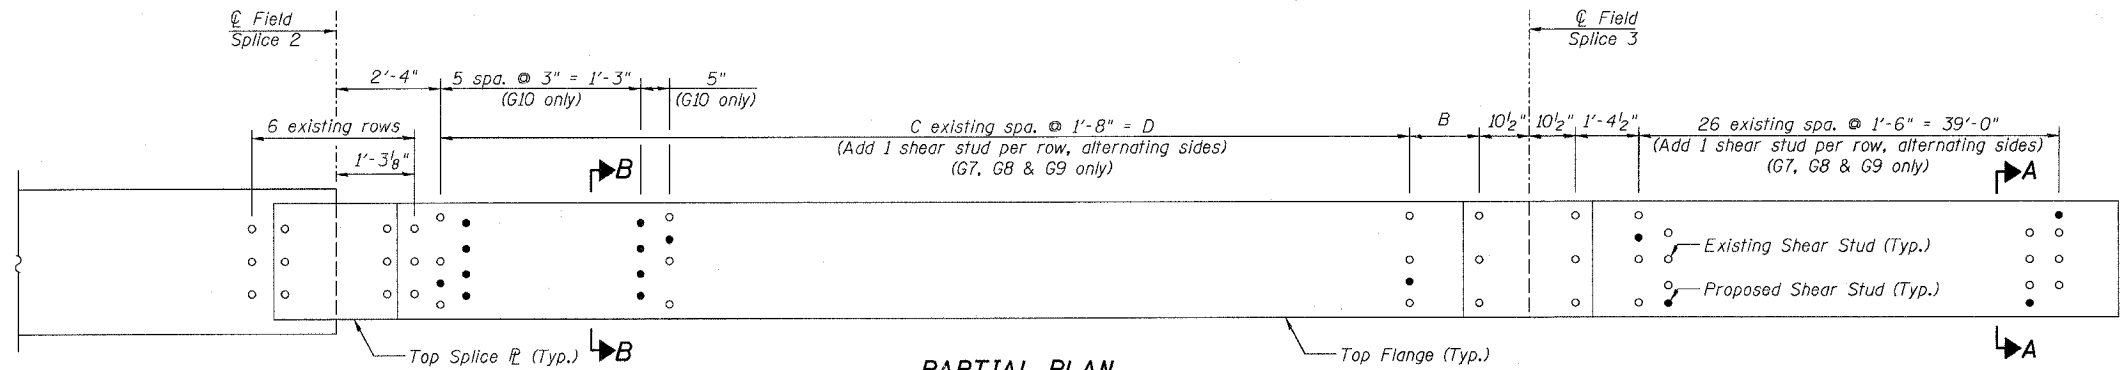 ℄ Field
Splice 2
℄ Field
Splice 3
2'-4"
5 spa. @ 3" = 1'-3"
(G10 only)
5"
(G10 only)
6 existing rows
1'-3⅛"
C existing spa. @ 1'-8" = D
(Add 1 shear stud per row, alternating sides)
(G7, G8 & G9 only)
B
10½"
10½"
1'-4½"
26 existing spa. @ 1'-6" = 39'-0"
(Add 1 shear stud per row, alternating sides)
(G7, G8 & G9 only)
B
A
Existing Shear Stud (Typ.)
Proposed Shear Stud (Typ.)
Top Splice ⅊ (Typ.)
B
Top Flange (Typ.)
A
PARTIAL PLAN